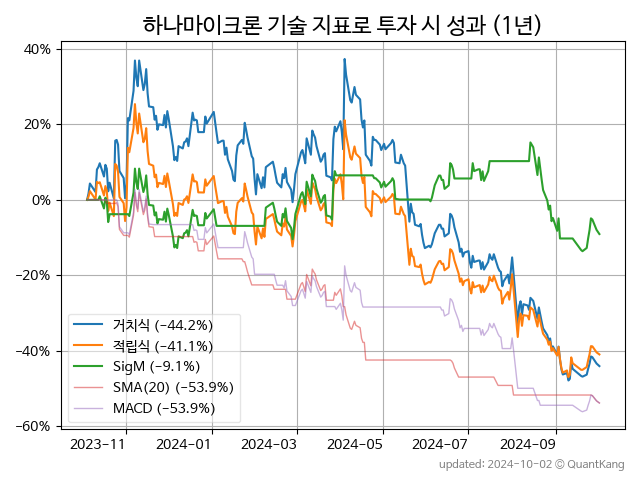 하나마이크론 기술 지표로 투자 시 성과 (1년)
40%
20%
0%
−20%
−40%
−60%
거치식 (−44.2%)
적립식 (−41.1%)
SigM (−9.1%)
SMA(20) (−53.9%)
MACD (−53.9%)
2023−11
2024−01
2024−03
2024−05
2024−07
2024−09
updated: 2024-10-02 © QuantKang